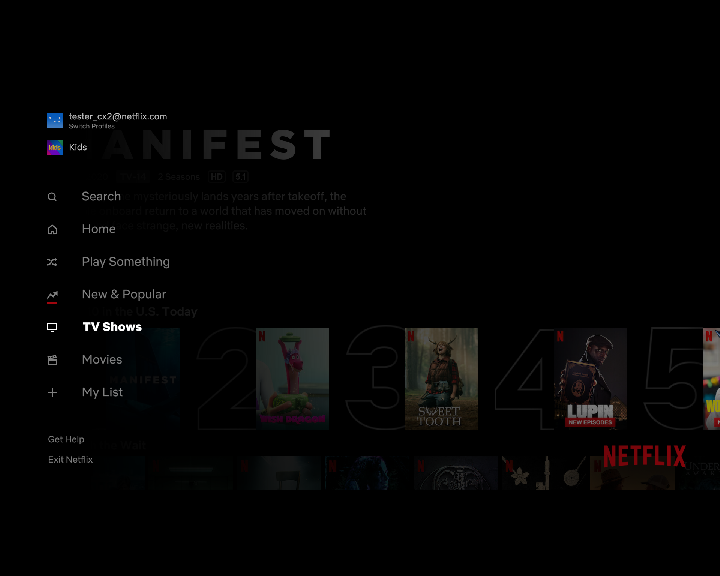 tester_cx2@netflix.com
Switch Profiles
kids Kids
ANIFEST
2 Seasons HD 5.1
Search
mysteriously lands years after takeoff, the
return to a world that has moved on without
strange, new realities.
Home
Play Something
New & Popular
the U.S. Today
TV Shows
2 3 4 5
MANIFEST
SWEET TOOTH
LUPIN
NEW EPISODES
Movies
My List
Get Help
Exit Netflix
NETFLIX